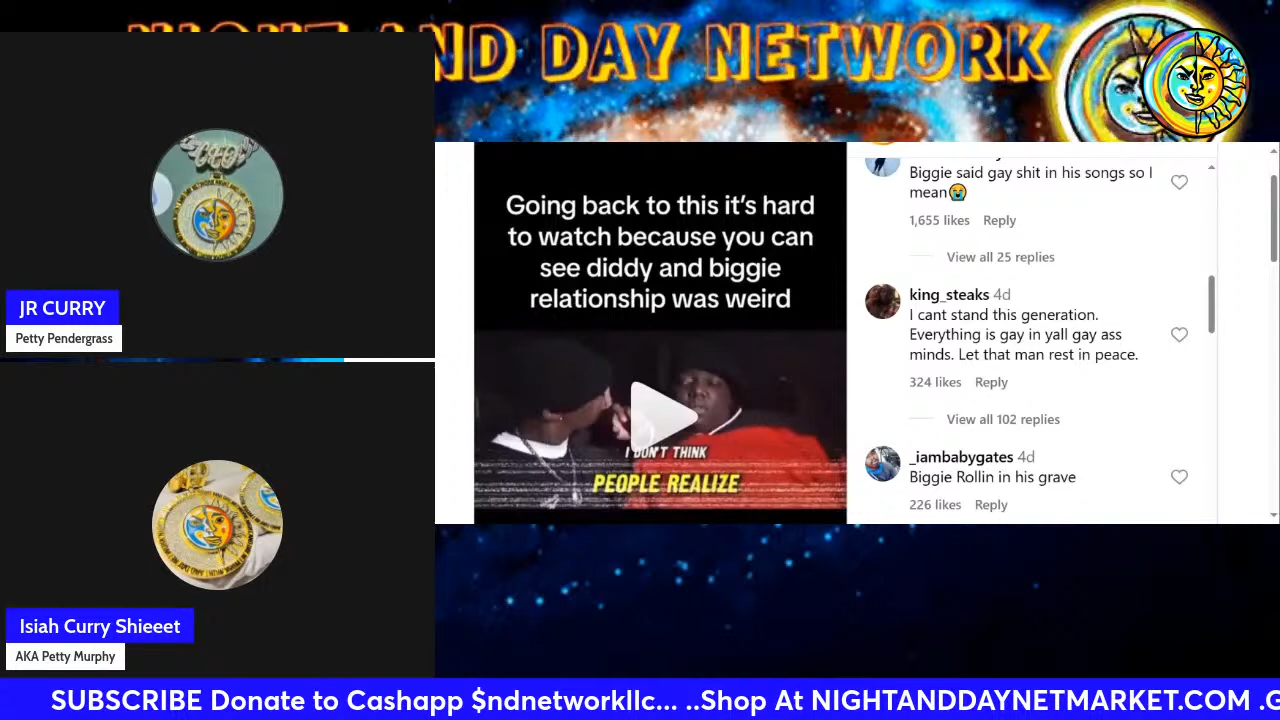 AND DAY NETWORK
JR CURRY
Petty Pendergrass
Isiah Curry Shieeet
AKA Petty Murphy
Going back to this it’s hard
to watch because you can
see diddy and biggie
relationship was weird
I DON'T THINK
PEOPLE REALIZE
Biggie said gay shit in his songs so I
mean😭
1,655 likes Reply
View all 25 replies
king_steaks 4d
I cant stand this generation.
Everything is gay in yall gay ass
minds. Let that man rest in peace.
324 likes Reply
View all 102 replies
_iambabygates 4d
Biggie Rollin in his grave
226 likes Reply
SUBSCRIBE Donate to Cashapp $ndnetworkllc... ..Shop At NIGHTANDDAYNETMARKET.COM .